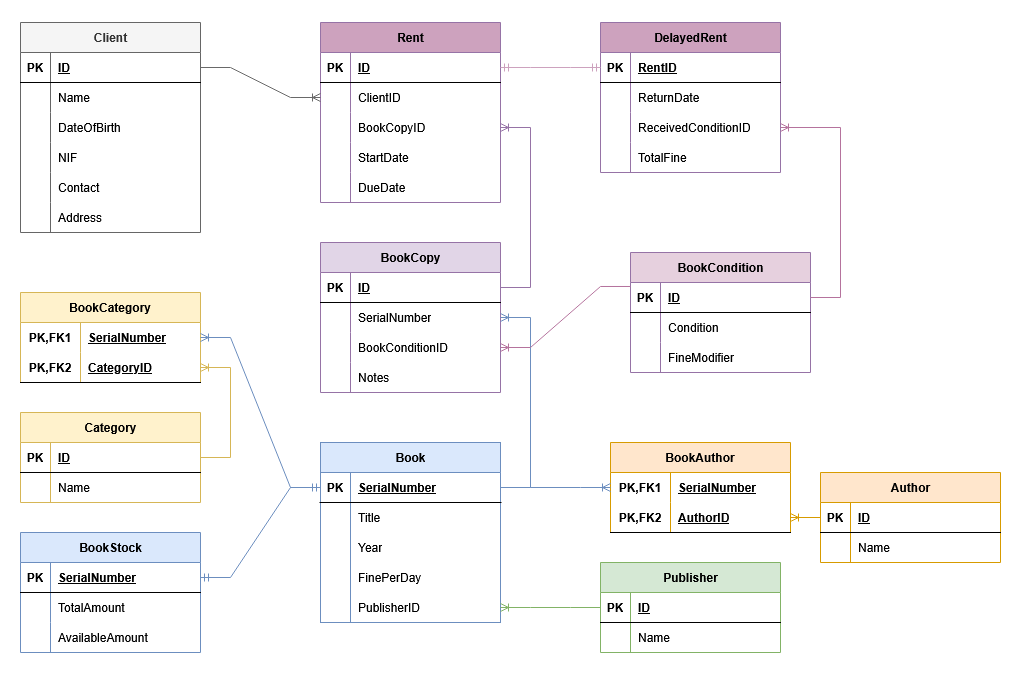 Client
PK ID
Name
DateOfBirth
NIF
Contact
Address
Rent
PK ID
ClientID
BookCopyID
StartDate
DueDate
DelayedRent
PK RentID
ReturnDate
ReceivedConditionID
TotalFine
BookCopy
PK ID
SerialNumber
BookConditionID
Notes
BookCondition
PK ID
Condition
FineModifier
BookCategory
PK,FK1 SerialNumber
PK,FK2 CategoryID
Category
PK ID
Name
BookStock
PK SerialNumber
TotalAmount
AvailableAmount
Book
PK SerialNumber
Title
Year
FinePerDay
PublisherID
BookAuthor
PK,FK1 SerialNumber
PK,FK2 AuthorID
Author
PK ID
Name
Publisher
PK ID
Name